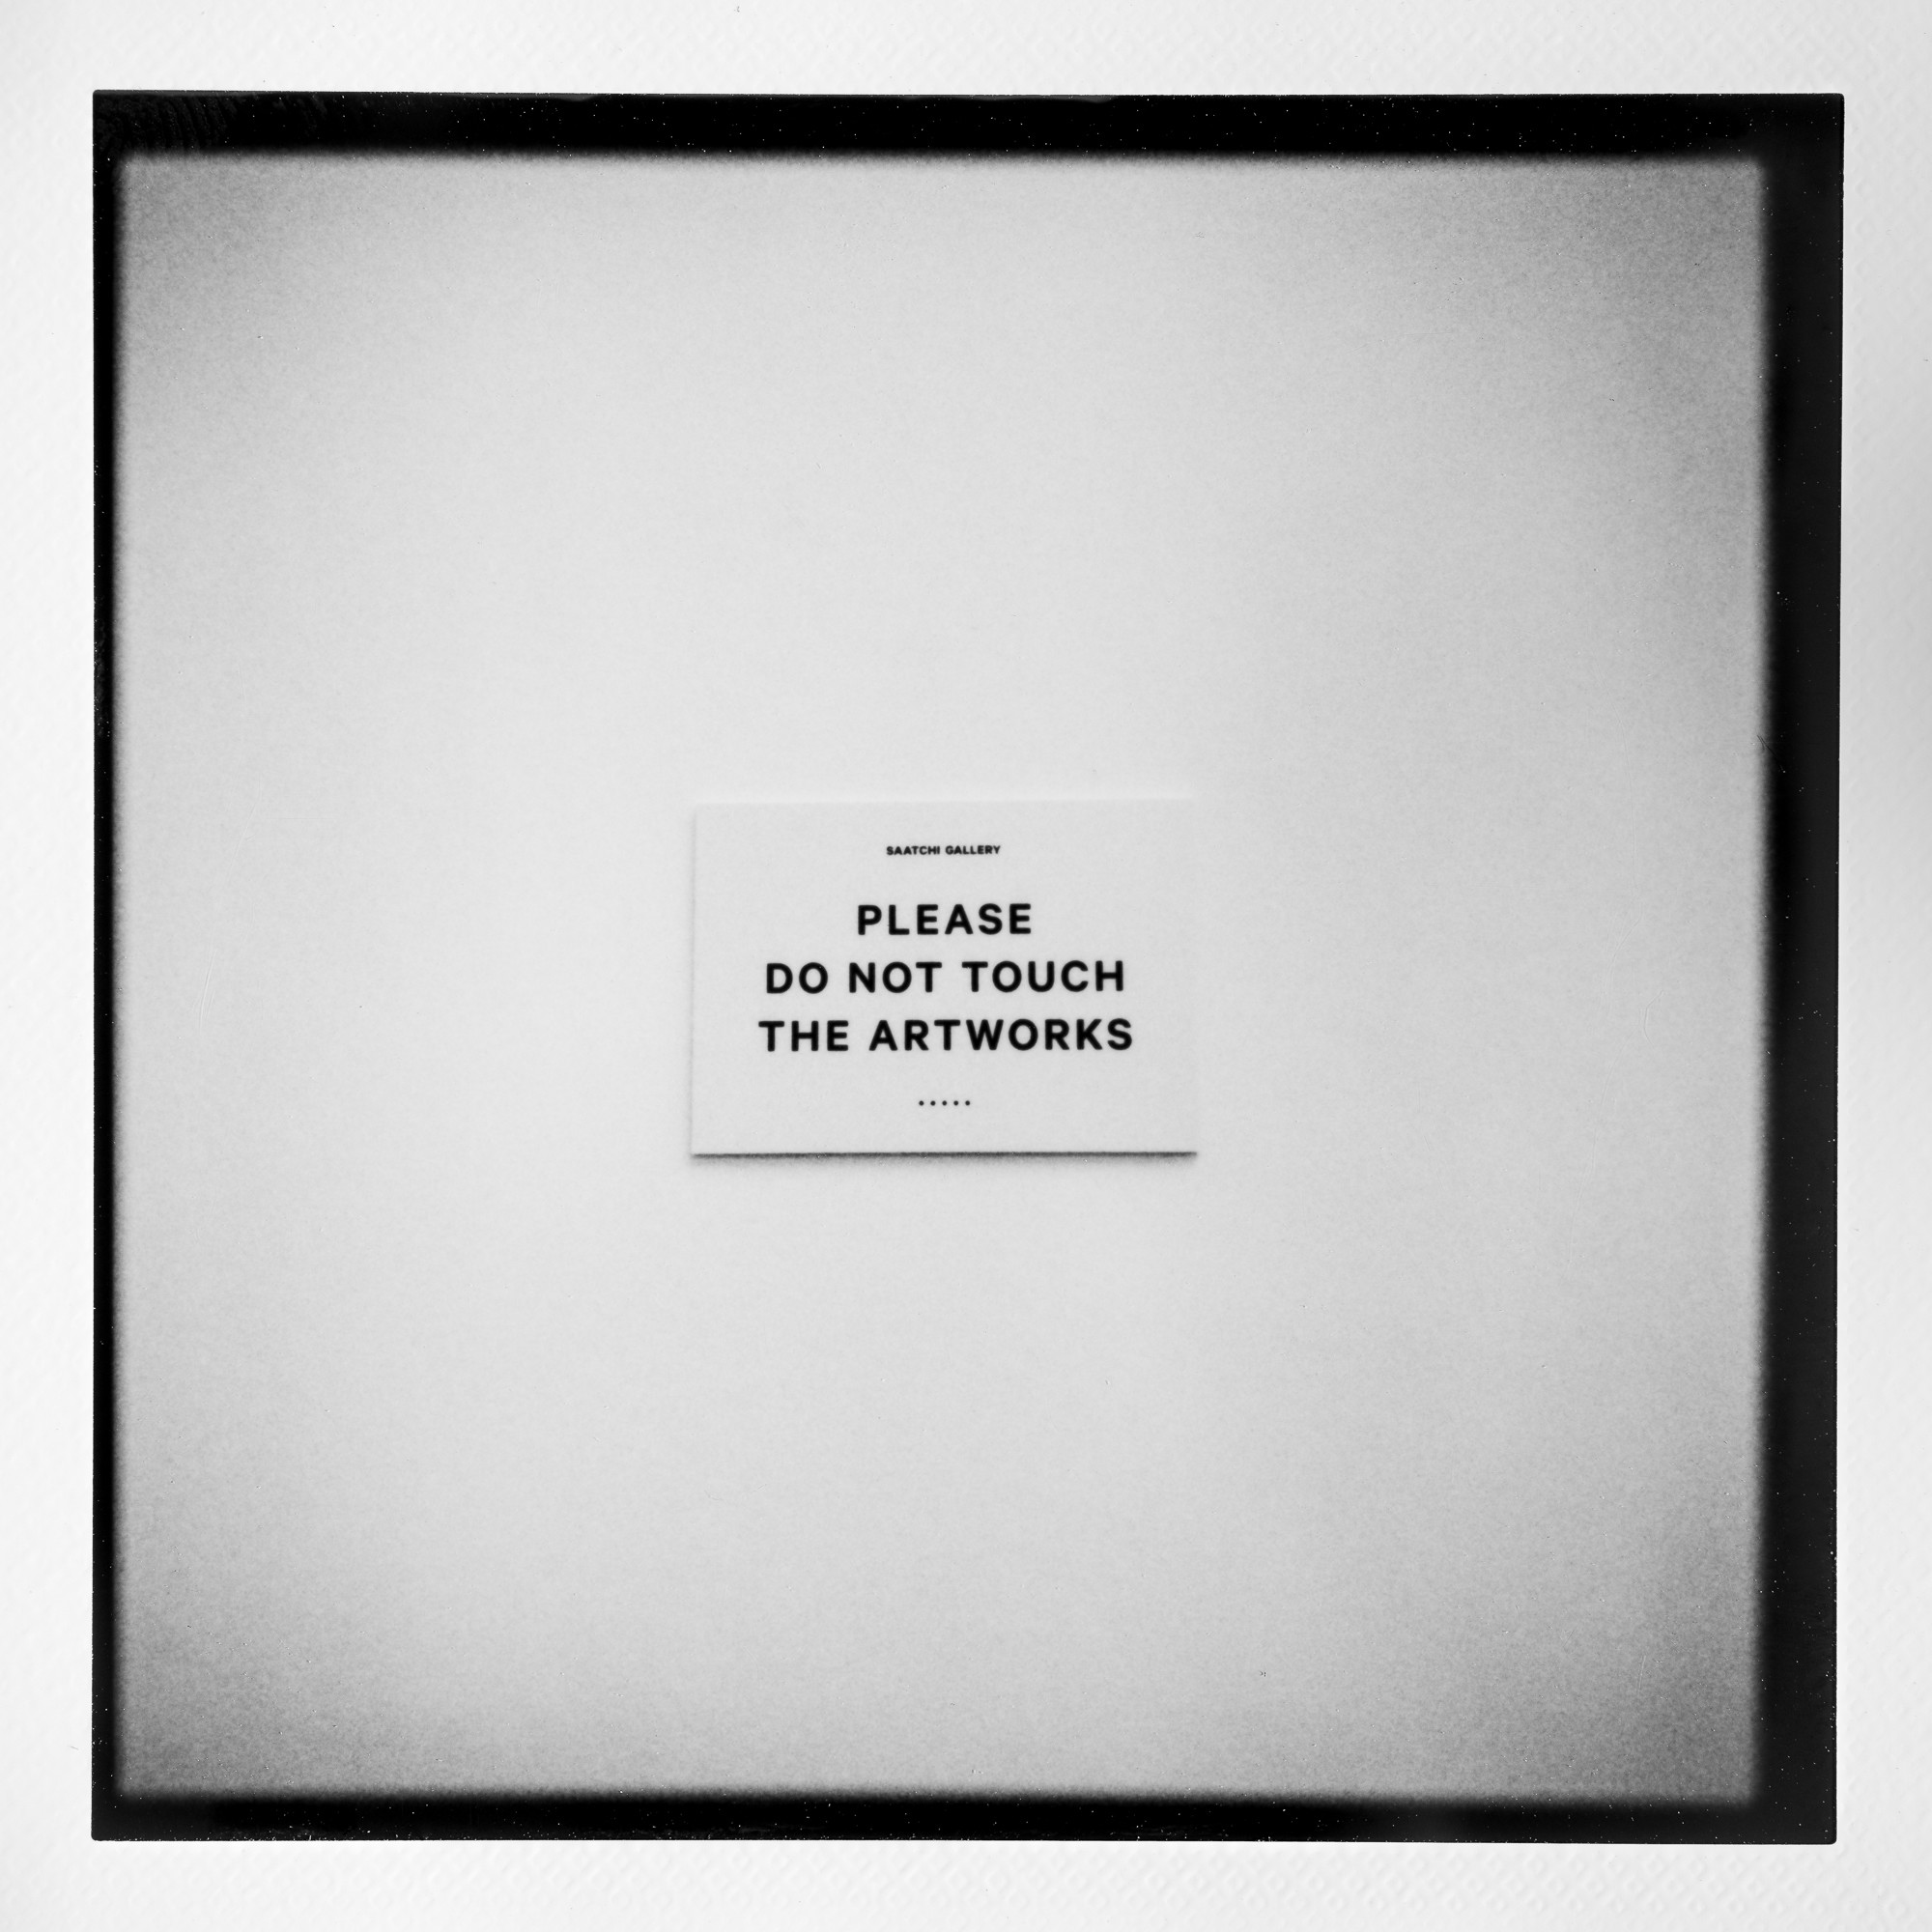 SAATCHI GALLERY
PLEASE
DO NOT TOUCH
THE ARTWORKS
.....